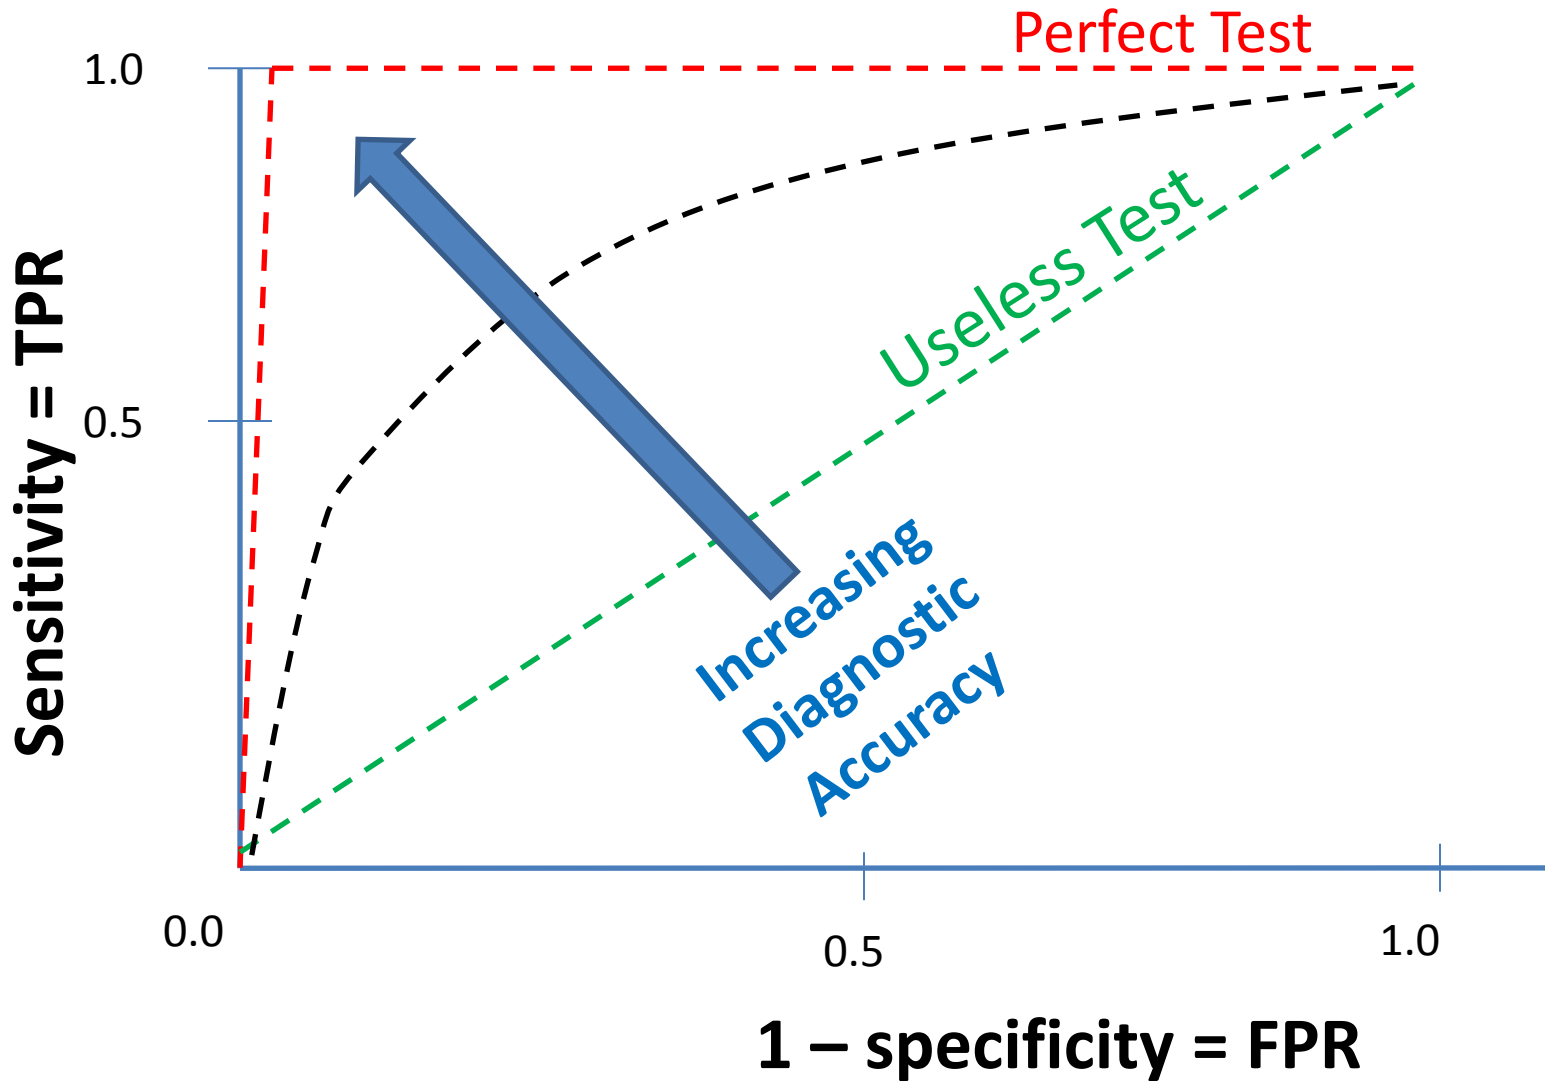 Perfect Test
1.0
Useless Test
Sensitivity = TPR
0.5
Increasing
Diagnostic
Accuracy
0.0
0.5
1.0
1 – specificity = FPR